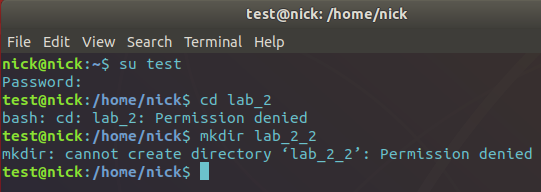 test@nick: /home/nick
File Edit View Search Terminal Help
nick@nick:~$ su test
Password:
test@nick:/home/nick$ cd lab_2
bash: cd: lab_2: Permission denied
test@nick:/home/nick$ mkdir lab_2_2
mkdir: cannot create directory ‘lab_2_2’: Permission denied
test@nick:/home/nick$